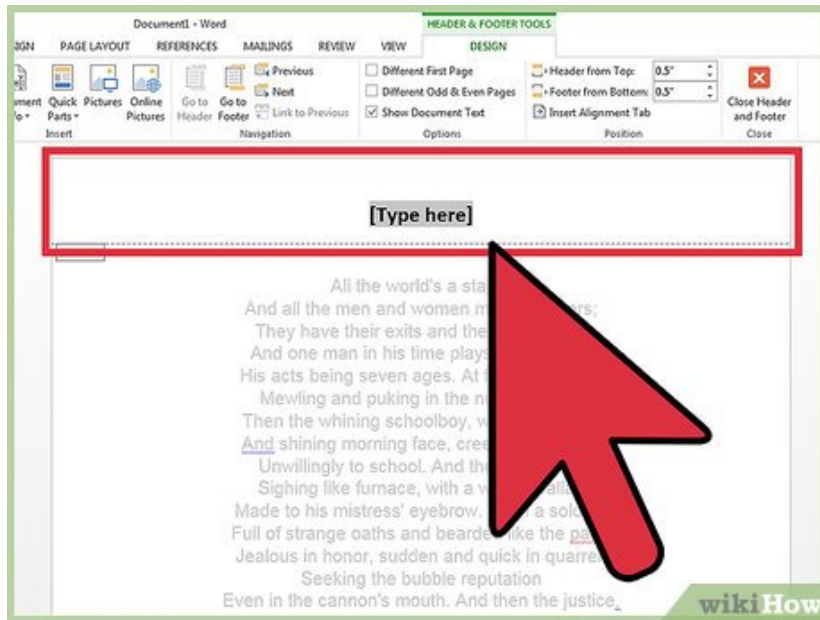 Document1 - Word
HEADER & FOOTER TOOLS
PAGE LAYOUT REFERENCES MAILINGS REVIEW VIEW DESIGN
Previous Different First Page Header from Top: 0.5"
Quick Parts Pictures Online Pictures Go to Header Go to Footer Next Different Odd & Even Pages Footer from Bottom: 0.5" Close Header and Footer
Link to Previous Show Document Text Insert Alignment Tab
Insert Navigation Options Position Close
[Type here]
All the world's a
And all the men and women
They have their exits and
And one man in his time plays
His acts being seven ages. At
Mewling and puking in the
Then the whining schoolboy,
And shining morning face,
Unwillingly to school. And
Sighing like furnace, with a
Made to his mistress' eyebrow. a
Full of strange oaths and the
Jealous in honor, sudden and quick in
Seeking the bubble reputation
Even in the cannon's mouth. And then the justice,
wikiHow